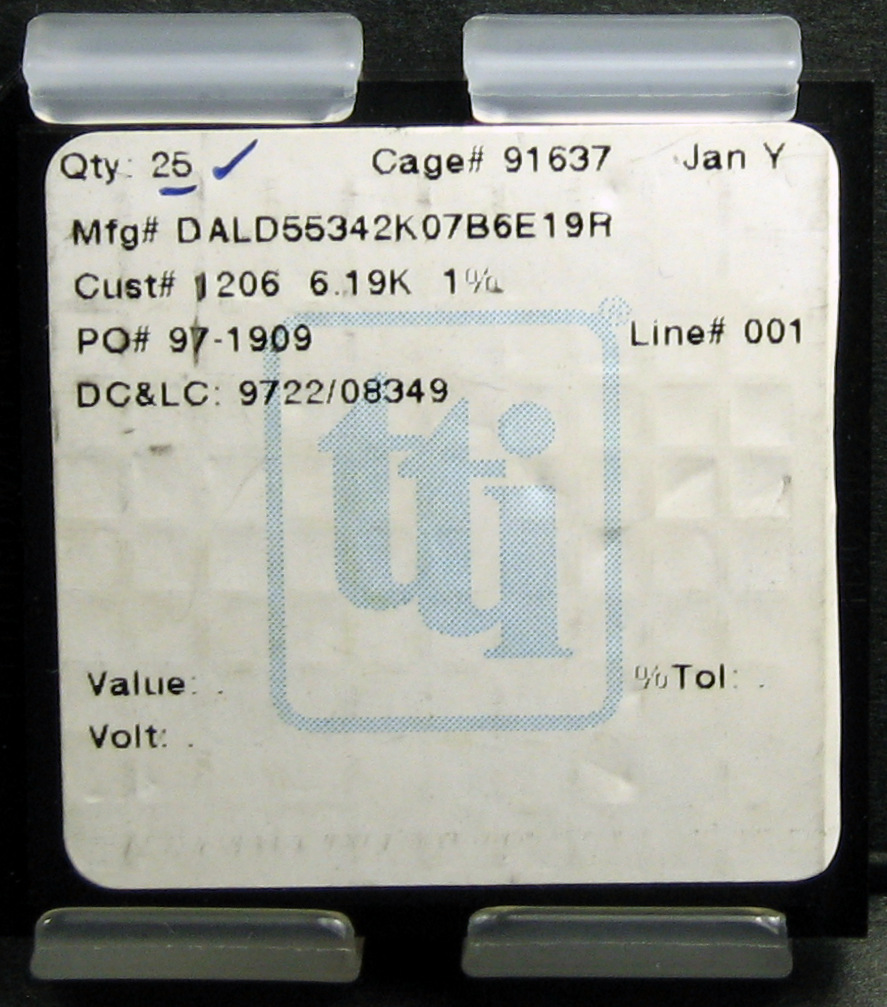 Qty: 25 ✓ Cage# 91637 Jan Y
Mfg# DALD55342K07B6E19R
Cust# 1206 6.19K 1%
PO# 97-1909 Line# 001
DC&LC: 9722/08349
tti ®
Value: . %Tol: .
Volt: .